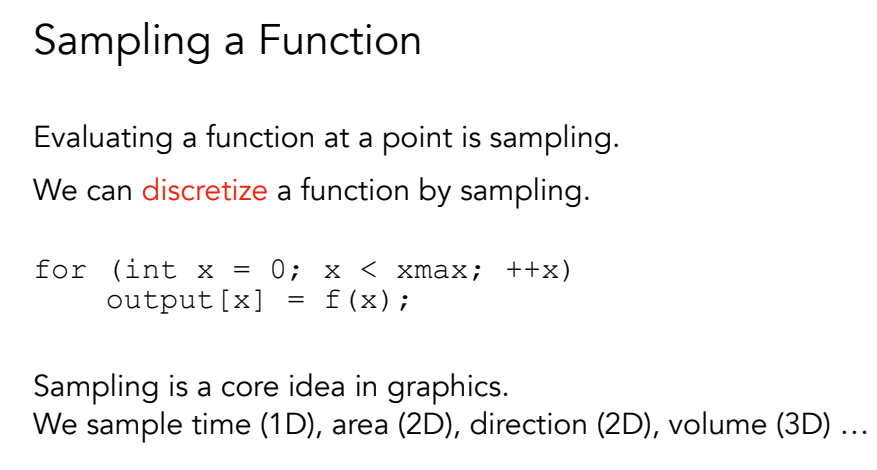 Sampling a Function
Evaluating a function at a point is sampling.
We can discretize a function by sampling.
for (int x = 0; x < xmax; ++x)
    output[x] = f(x);
Sampling is a core idea in graphics.
We sample time (1D), area (2D), direction (2D), volume (3D) …